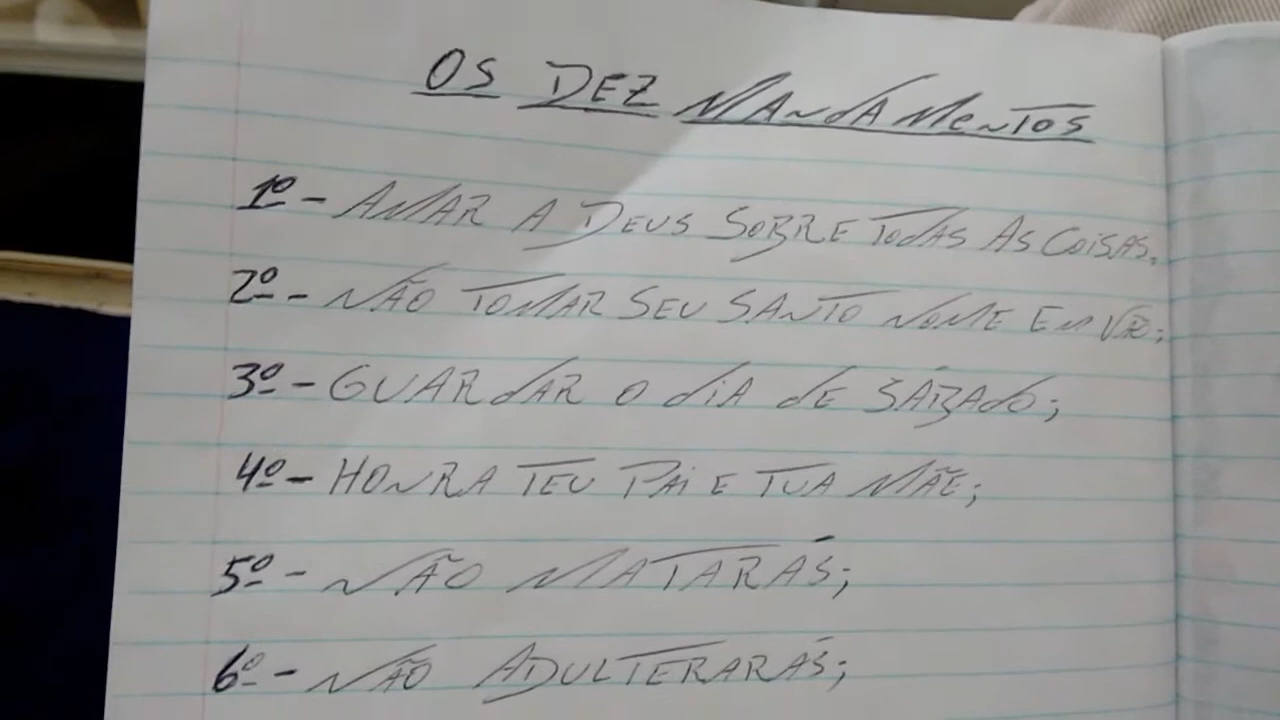 OS DEZ MANDAMENTOS
1º - AMAR A DEUS SOBRE TODAS AS COISAS.
2º - NÃO TOMAR SEU SANTO NOME EM VÃO;
3º - GUARDAR O DIA DE SÁBADO;
4º - HONRA TEU PAI E TUA MÃE;
5º - NÃO MATARÁS;
6º - NÃO ADULTERARÁS;